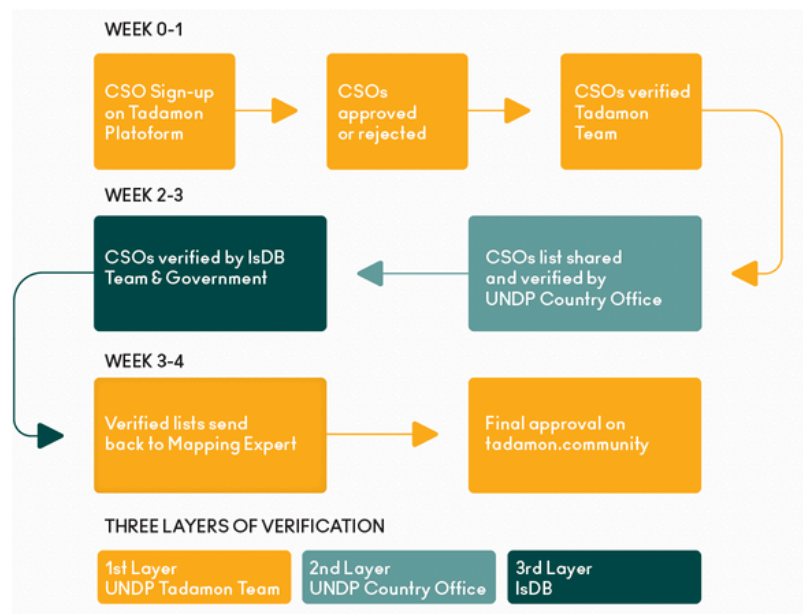 WEEK 0-1
CSO Sign-up
on Tadamon
Platoform
CSOs
approved
or rejected
CSOs verified
Tadamon
Team
WEEK 2-3
CSOs verified by IsDB
Team & Government
CSOs list shared
and verified by
UNDP Country Office
WEEK 3-4
Verified lists send
back to Mapping Expert
Final approval on
tadamon.community
THREE LAYERS OF VERIFICATION
1st Layer
UNDP Tadamon Team
2nd Layer
UNDP Country Office
3rd Layer
IsDB